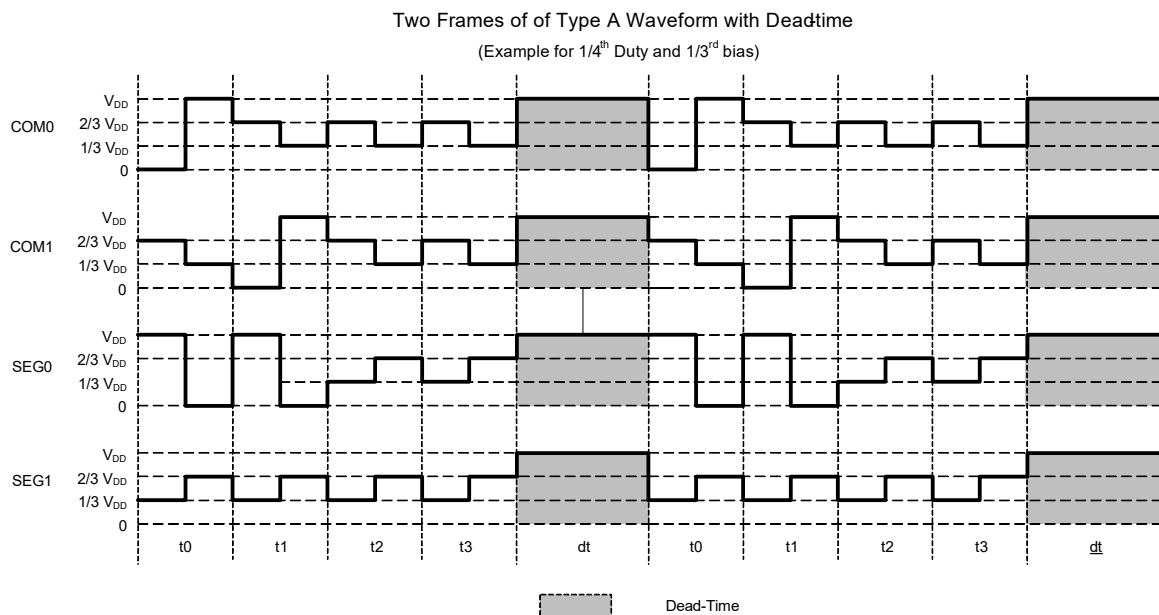 Two Frames of of Type A Waveform with Dead-time
(Example for 1/4th Duty and 1/3rd bias)
COM0
VDD
2/3 VDD
1/3 VDD
0
COM1
VDD
2/3 VDD
1/3 VDD
0
SEG0
VDD
2/3 VDD
1/3 VDD
0
SEG1
VDD
2/3 VDD
1/3 VDD
0
t0 t1 t2 t3 dt t0 t1 t2 t3 dt
Dead-Time